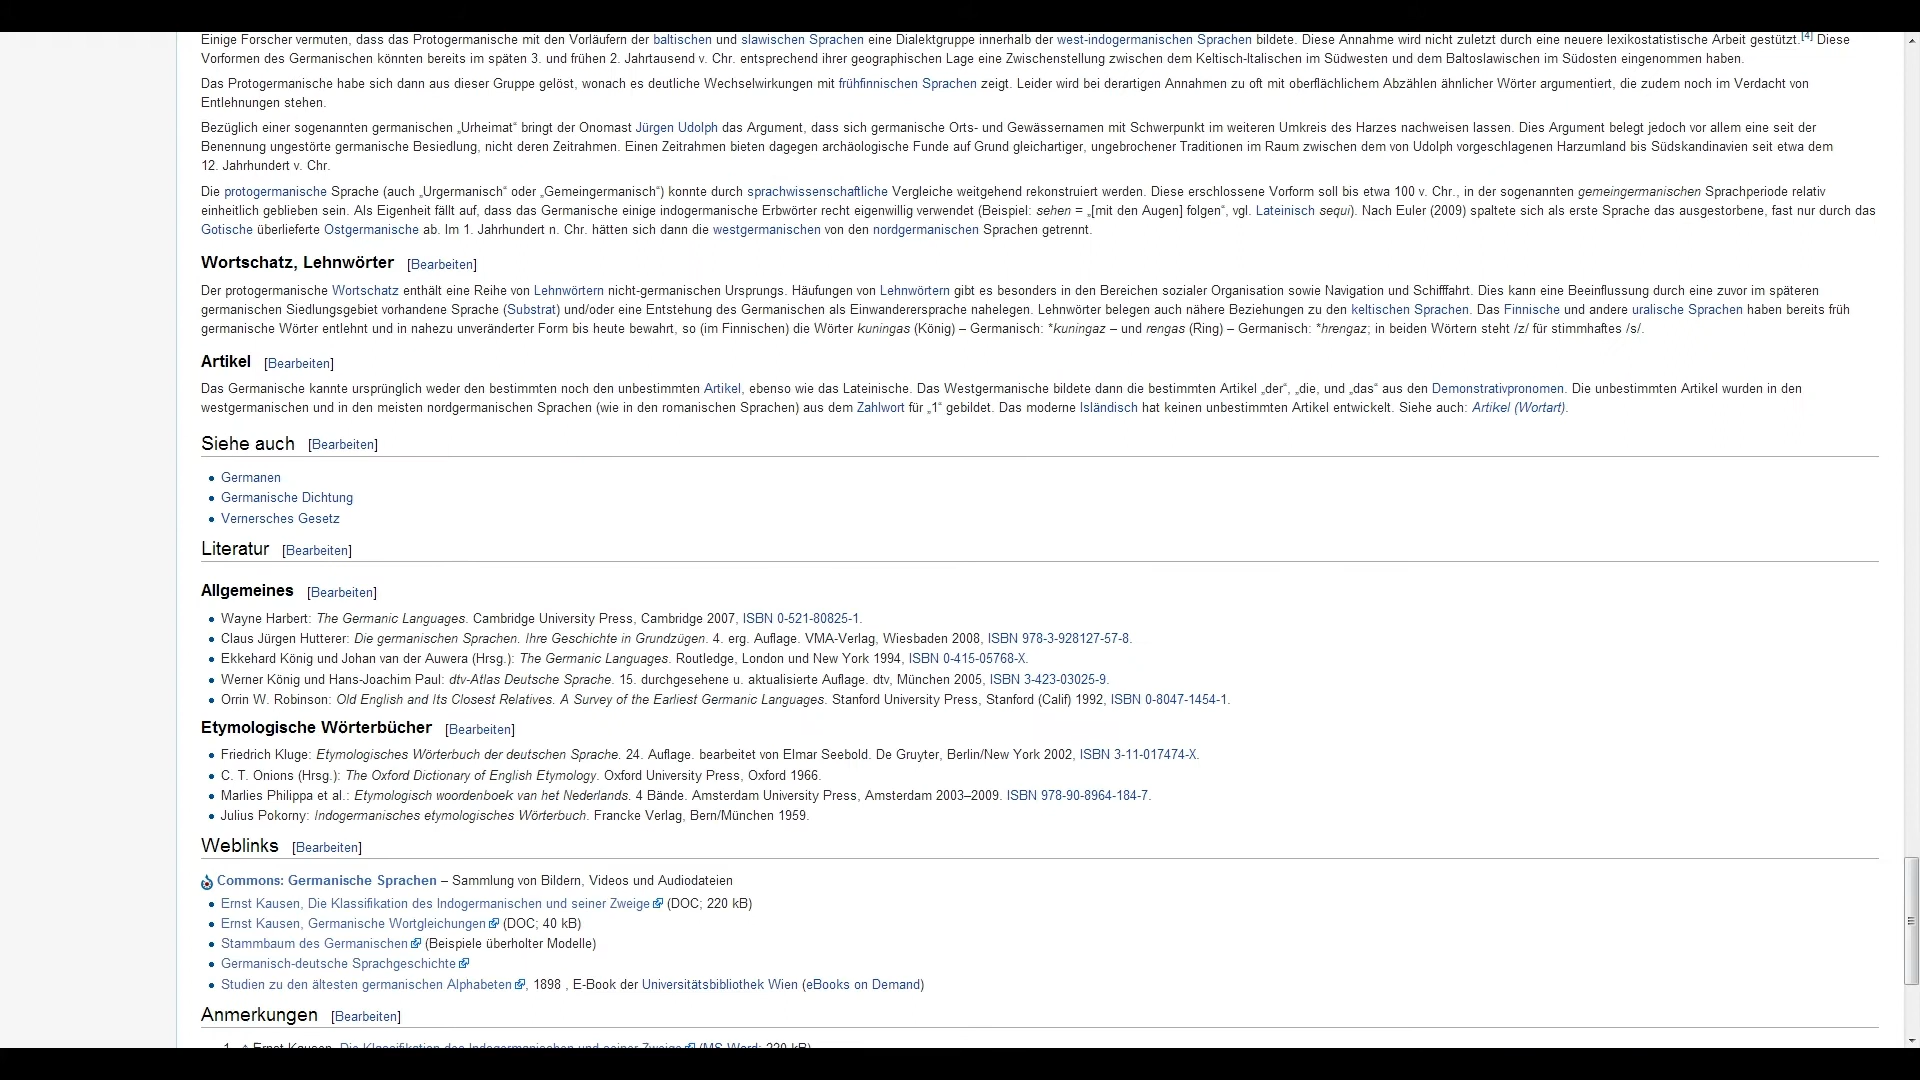 Einige Forscher vermuten, dass das Protogermanische mit den Vorläufern der baltischen und slawischen Sprachen eine Dialektgruppe innerhalb der west-indogermanischen Sprachen bildete. Diese Annahme wird nicht zuletzt durch eine neuere lexikostatistische Arbeit gestützt.[4] Diese
Vorformen des Germanischen könnten bereits im späten 3. und frühen 2. Jahrtausend v. Chr. entsprechend ihrer geographischen Lage eine Zwischenstellung zwischen dem Keltisch-Italischen im Südwesten und dem Baltoslawischen im Südosten eingenommen haben.
Das Protogermanische habe sich dann aus dieser Gruppe gelöst, wonach es deutliche Wechselwirkungen mit frühfinnischen Sprachen zeigt. Leider wird bei derartigen Annahmen zu oft mit oberflächlichem Abzählen ähnlicher Wörter argumentiert, die zudem noch im Verdacht von
Entlehnungen stehen.
Bezüglich einer sogenannten germanischen „Urheimat“ bringt der Onomast Jürgen Udolph das Argument, dass sich germanische Orts- und Gewässernamen mit Schwerpunkt im weiteren Umkreis des Harzes nachweisen lassen. Dies Argument belegt jedoch vor allem eine seit der
Benennung ungestörte germanische Besiedlung, nicht deren Zeitrahmen. Einen Zeitrahmen bieten dagegen archäologische Funde auf Grund gleichartiger, ungebrochener Traditionen im Raum zwischen dem von Udolph vorgeschlagenen Harzumland bis Südskandinavien seit etwa dem
12. Jahrhundert v. Chr.
Die protogermanische Sprache (auch „Urgermanisch“ oder „Gemeingermanisch“) konnte durch sprachwissenschaftliche Vergleiche weitgehend rekonstruiert werden. Diese erschlossene Vorform soll bis etwa 100 v. Chr., in der sogenannten gemeingermanischen Sprachperiode relativ
einheitlich geblieben sein. Als Eigenheit fällt auf, dass das Germanische einige indogermanische Erbwörter recht eigenwillig verwendet (Beispiel: sehen = „[mit den Augen] folgen“, vgl. Lateinisch sequi). Nach Euler (2009) spaltete sich als erste Sprache das ausgestorbene, fast nur durch das
Gotische überlieferte Ostgermanische ab. Im 1. Jahrhundert n. Chr. hätten sich dann die westgermanischen von den nordgermanischen Sprachen getrennt.
Wortschatz, Lehnwörter [Bearbeiten]
Der protogermanische Wortschatz enthält eine Reihe von Lehnwörtern nicht-germanischen Ursprungs. Häufungen von Lehnwörtern gibt es besonders in den Bereichen sozialer Organisation sowie Navigation und Schifffahrt. Dies kann eine Beeinflussung durch eine zuvor im späteren
germanischen Siedlungsgebiet vorhandene Sprache (Substrat) und/oder eine Entstehung des Germanischen als Einwanderersprache nahelegen. Lehnwörter belegen auch nähere Beziehungen zu den keltischen Sprachen. Das Finnische und andere uralische Sprachen haben bereits früh
germanische Wörter entlehnt und in nahezu unveränderter Form bis heute bewahrt, so (im Finnischen) die Wörter kuningas (König) – Germanisch: *kuningaz – und rengas (Ring) – Germanisch: *hrengaz; in beiden Wörtern steht /z/ für stimmhaftes /s/.
Artikel [Bearbeiten]
Das Germanische kannte ursprünglich weder den bestimmten noch den unbestimmten Artikel, ebenso wie das Lateinische. Das Westgermanische bildete dann die bestimmten Artikel „der“, „die, und „das“ aus den Demonstrativpronomen. Die unbestimmten Artikel wurden in den
westgermanischen und in den meisten nordgermanischen Sprachen (wie in den romanischen Sprachen) aus dem Zahlwort für „1“ gebildet. Das moderne Isländisch hat keinen unbestimmten Artikel entwickelt. Siehe auch: Artikel (Wortart).
Siehe auch [Bearbeiten]
Germanen
Germanische Dichtung
Vernersches Gesetz
Literatur [Bearbeiten]
Allgemeines [Bearbeiten]
Wayne Harbert: The Germanic Languages. Cambridge University Press, Cambridge 2007, ISBN 0-521-80825-1.
Claus Jürgen Hutterer: Die germanischen Sprachen. Ihre Geschichte in Grundzügen. 4. erg. Auflage. VMA-Verlag, Wiesbaden 2008, ISBN 978-3-928127-57-8.
Ekkehard König und Johan van der Auwera (Hrsg.): The Germanic Languages. Routledge, London und New York 1994, ISBN 0-415-05768-X.
Werner König und Hans-Joachim Paul: dtv-Atlas Deutsche Sprache. 15. durchgesehene u. aktualisierte Auflage. dtv, München 2005, ISBN 3-423-03025-9.
Orrin W. Robinson: Old English and Its Closest Relatives. A Survey of the Earliest Germanic Languages. Stanford University Press, Stanford (Calif) 1992, ISBN 0-8047-1454-1.
Etymologische Wörterbücher [Bearbeiten]
Friedrich Kluge: Etymologisches Wörterbuch der deutschen Sprache. 24. Auflage. bearbeitet von Elmar Seebold. De Gruyter, Berlin/New York 2002, ISBN 3-11-017474-X.
C. T. Onions (Hrsg.): The Oxford Dictionary of English Etymology. Oxford University Press, Oxford 1966.
Marlies Philippa et al.: Etymologisch woordenboek van het Nederlands. 4 Bände. Amsterdam University Press, Amsterdam 2003–2009. ISBN 978-90-8964-184-7.
Julius Pokorny: Indogermanisches etymologisches Wörterbuch. Francke Verlag, Bern/München 1959.
Weblinks [Bearbeiten]
Commons: Germanische Sprachen – Sammlung von Bildern, Videos und Audiodateien
Ernst Kausen, Die Klassifikation des Indogermanischen und seiner Zweige (DOC; 220 kB)
Ernst Kausen, Germanische Wortgleichungen (DOC; 40 kB)
Stammbaum des Germanischen (Beispiele überholter Modelle)
Germanisch-deutsche Sprachgeschichte
Studien zu den ältesten germanischen Alphabeten, 1898 , E-Book der Universitätsbibliothek Wien (eBooks on Demand)
Anmerkungen [Bearbeiten]
1. ↑ Ernst Kausen, Die Klassifikation des Indogermanischen und seiner Zweige (MS Word; 220 kB)